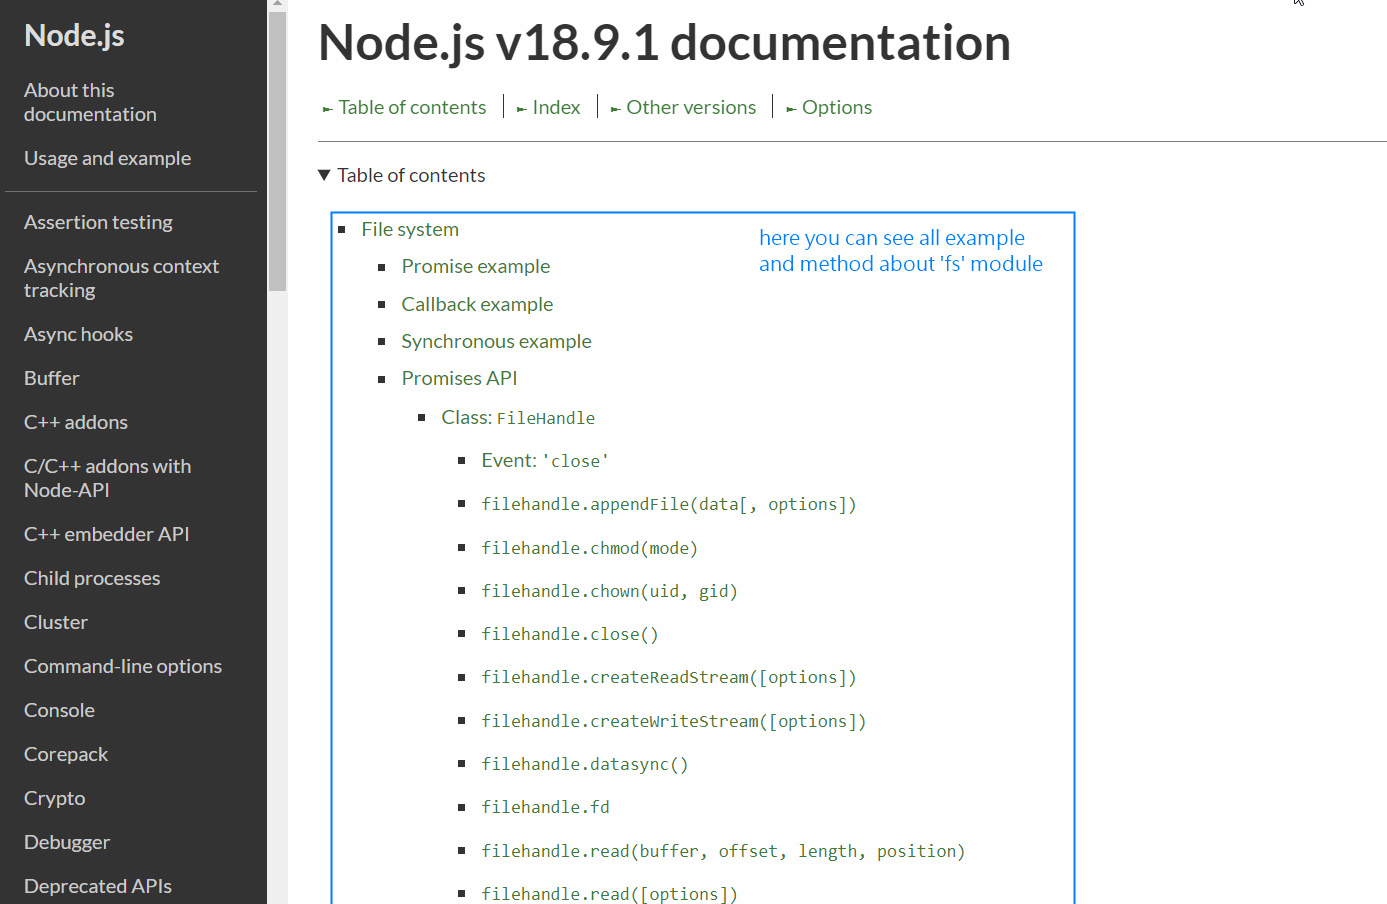 Node.js
About this
documentation
Usage and example
Assertion testing
Asynchronous context
tracking
Async hooks
Buffer
C++ addons
C/C++ addons with
Node-API
C++ embedder API
Child processes
Cluster
Command-line options
Console
Corepack
Crypto
Debugger
Deprecated APIs
Node.js v18.9.1 documentation
► Table of contents
► Index
► Other versions
► Options
▼ Table of contents
File system
here you can see all example
and method about 'fs' module
Promise example
Callback example
Synchronous example
Promises API
Class: FileHandle
Event: 'close'
filehandle.appendFile(data[, options])
filehandle.chmod(mode)
filehandle.chown(uid, gid)
filehandle.close()
filehandle.createReadStream([options])
filehandle.createWriteStream([options])
filehandle.datasync()
filehandle.fd
filehandle.read(buffer, offset, length, position)
filehandle.read([options])